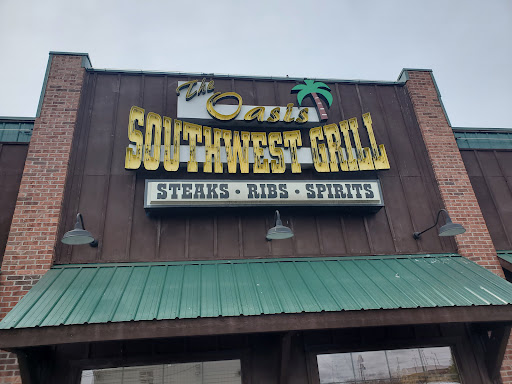 The
Oasis
SOUTHWEST GRILL
STEAKS • RIBS • SPIRITS